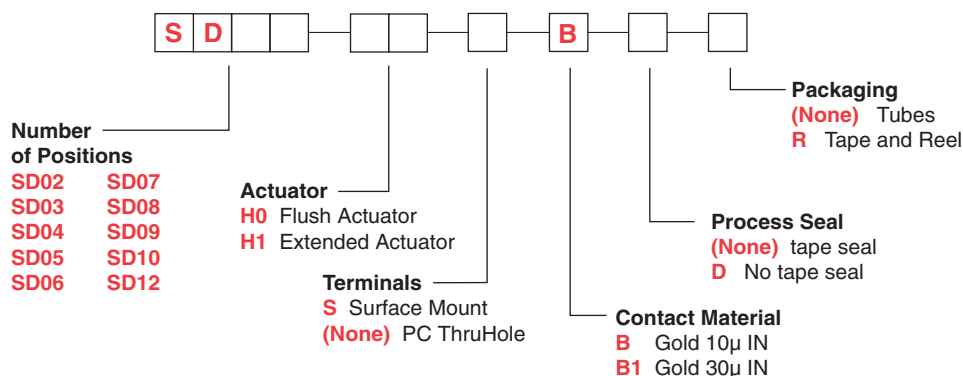 S D B
Number
of Positions
SD02 SD07
SD03 SD08
SD04 SD09
SD05 SD10
SD06 SD12
Actuator
H0 Flush Actuator
H1 Extended Actuator
Terminals
S Surface Mount
(None) PC ThruHole
Contact Material
B Gold 10µ IN
B1 Gold 30µ IN
Process Seal
(None) tape seal
D No tape seal
Packaging
(None) Tubes
R Tape and Reel